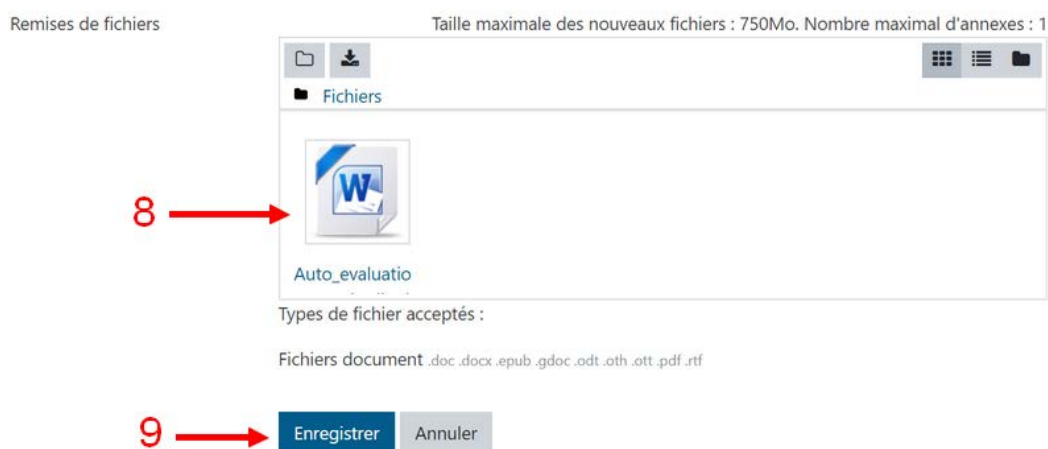 Remises de fichiers
Taille maximale des nouveaux fichiers : 750Mo. Nombre maximal d'annexes : 1
Fichiers
W
8
Auto_evaluatio
Types de fichier acceptés :
Fichiers document .doc .docx .epub .gdoc .odt .oth .ott .pdf .rtf
9
Enregistrer Annuler